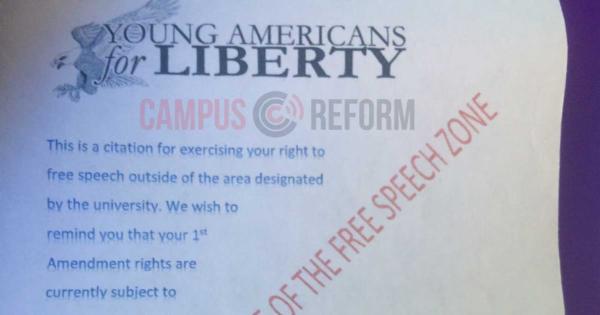 YOUNG AMERICANS
for LIBERTY
CAMPUS REFORM
This is a citation for exercising your right to
free speech outside of the area designated
by the university. We wish to
remind you that your 1st
Amendment rights are
currently subject to
OF THE FREE SPEECH ZONE